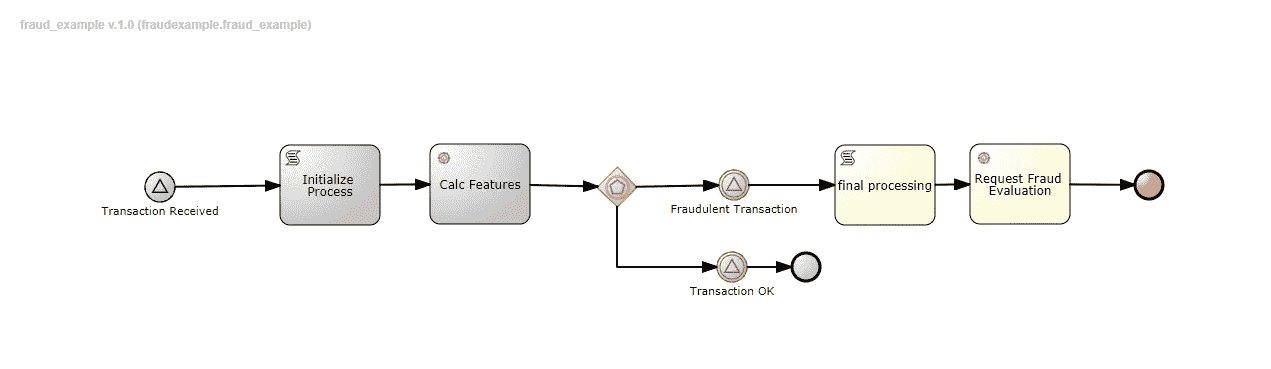 fraud_example v.1.0 (fraudexample.fraud_example)
Transaction Received
Initialize
Process
Calc Features
Fraudulent Transaction
final processing
Request Fraud
Evaluation
Transaction OK